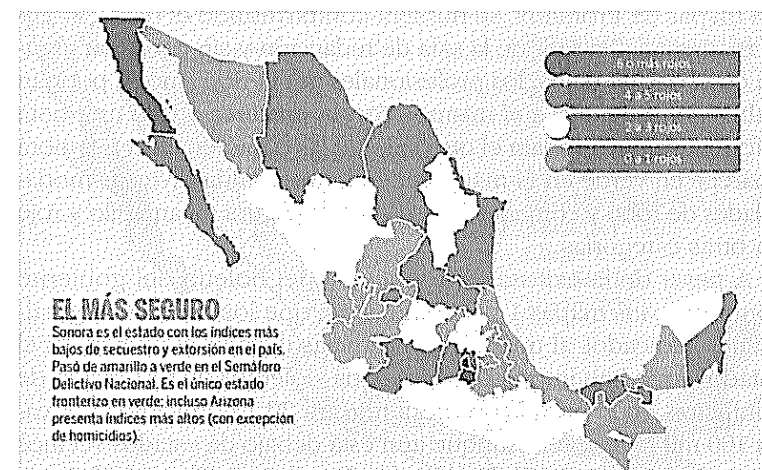 6 o más rojos
4 a 5 rojos
2 a 3 rojos
0 a 1 rojos
EL MÁS SEGURO
Sonora es el estado con los índices más
bajos de secuestro y extorsión en el país.
Pasó de amarillo a verde en el Semáforo
Delictivo Nacional. Es el único estado
fronterizo en verde; incluso Arizona
presenta índices más altos (con excepción
de homicidios).